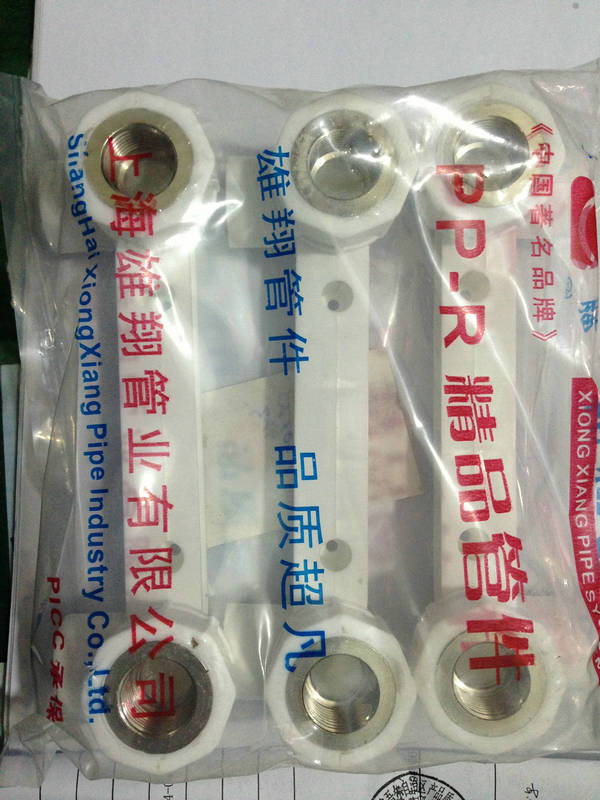 《中国著名品牌》
PP-R 精品管件
XIONG XIANG PIPE SY
雄翔管件 品质超凡
上海雄翔管业有限公司
ShangHai XiongXiang Pipe Industry Co.,Ltd.
PICC承保